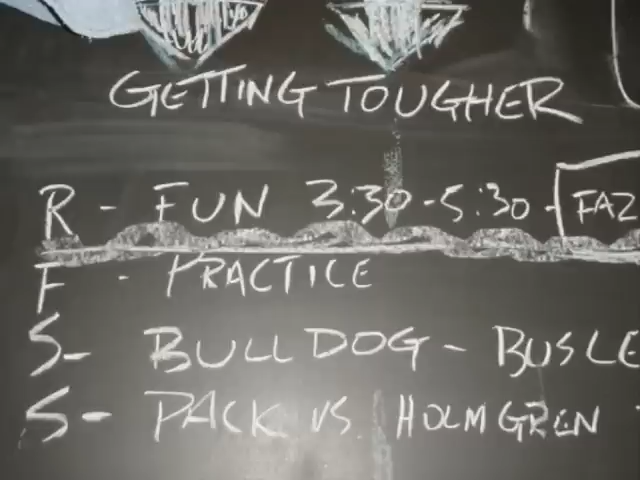 GETTING TOUGHER
R - FUN 3:30 - 5:30 - FAZ
F - PRACTICE
S - BULLDOG - BUSLE
S - PACK VS. HOLMGREN